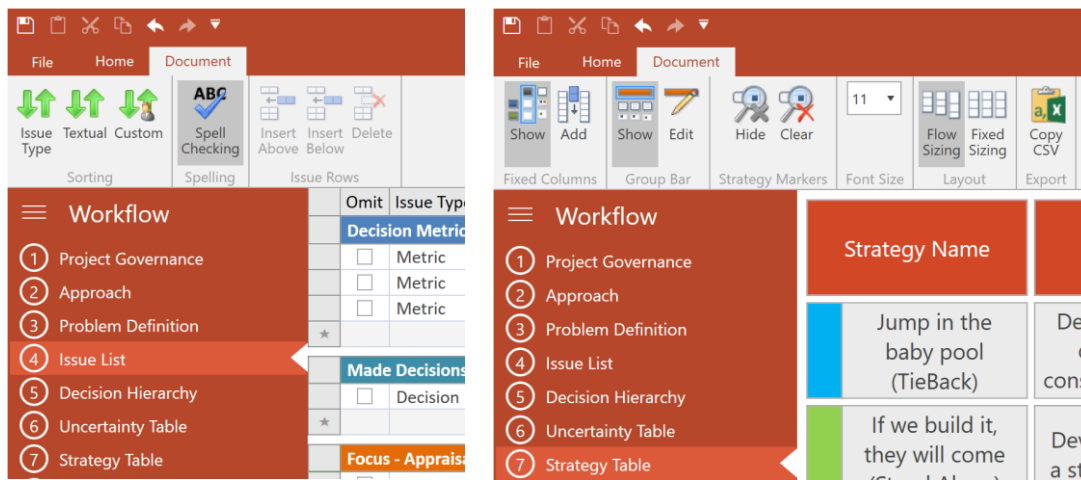 File Home Document
Issue Type
Textual
Custom
ABC
Spell Checking
Insert Above
Insert Below
Delete
Sorting
Spelling
Issue Rows
Workflow
1 Project Governance
2 Approach
3 Problem Definition
4 Issue List
5 Decision Hierarchy
6 Uncertainty Table
7 Strategy Table
Omit Issue Type
Decision Metric
Metric
Metric
Metric
Made Decisions
Decision
Focus - Appraisa
File Home Document
Show
Add
Show
Edit
Hide
Clear
11
Flow Sizing
Fixed Sizing
a, X
Copy CSV
Fixed Columns
Group Bar
Strategy Markers
Font Size
Layout
Export
Workflow
1 Project Governance
2 Approach
3 Problem Definition
4 Issue List
5 Decision Hierarchy
6 Uncertainty Table
7 Strategy Table
Strategy Name
Jump in the
baby pool
(TieBack)
If we build it,
they will come